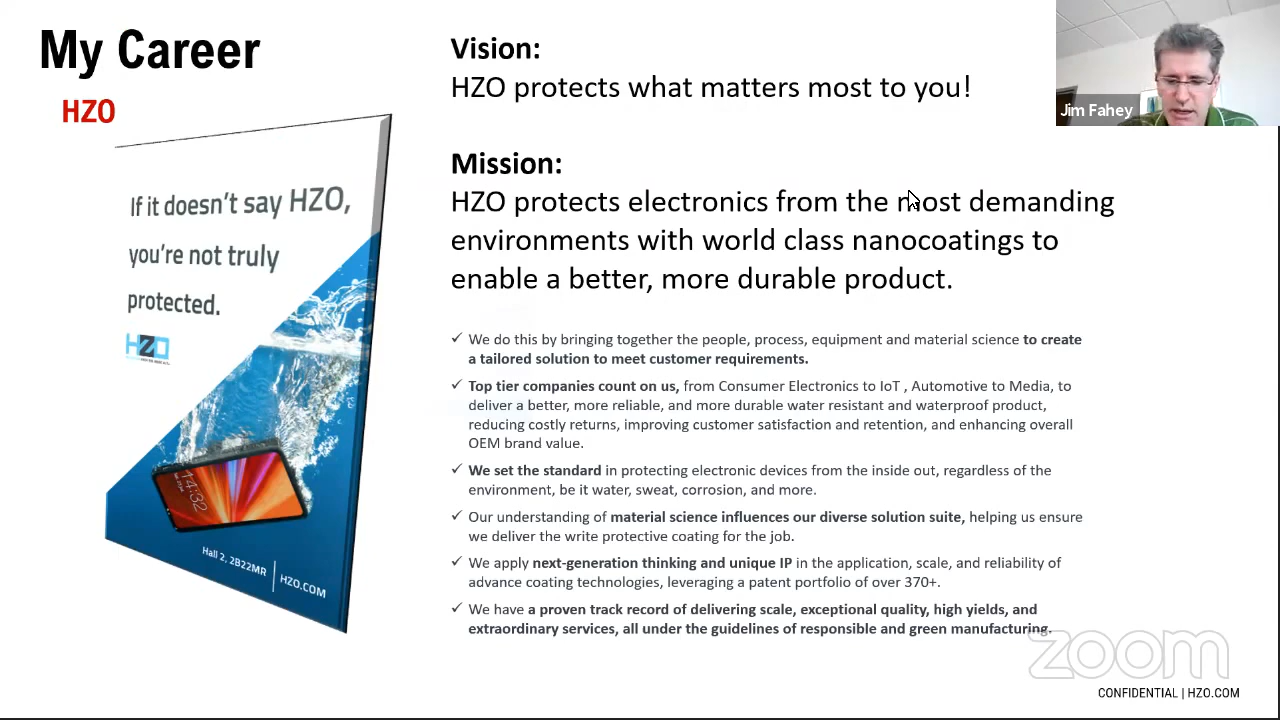 My Career
HZO
If it doesn't say HZO,
you're not truly
protected.
HZO
14:32
Hall 2, 2B22MR | HZO.COM
Vision:
HZO protects what matters most to you!
Mission:
HZO protects electronics from the most demanding
environments with world class nanocoatings to
enable a better, more durable product.
✓ We do this by bringing together the people, process, equipment and material science to create
a tailored solution to meet customer requirements.
✓ Top tier companies count on us, from Consumer Electronics to IoT , Automotive to Media, to
deliver a better, more reliable, and more durable water resistant and waterproof product,
reducing costly returns, improving customer satisfaction and retention, and enhancing overall
OEM brand value.
✓ We set the standard in protecting electronic devices from the inside out, regardless of the
environment, be it water, sweat, corrosion, and more.
✓ Our understanding of material science influences our diverse solution suite, helping us ensure
we deliver the write protective coating for the job.
✓ We apply next-generation thinking and unique IP in the application, scale, and reliability of
advance coating technologies, leveraging a patent portfolio of over 370+.
✓ We have a proven track record of delivering scale, exceptional quality, high yields, and
extraordinary services, all under the guidelines of responsible and green manufacturing.
Jim Fahey
zoom
CONFIDENTIAL | HZO.COM